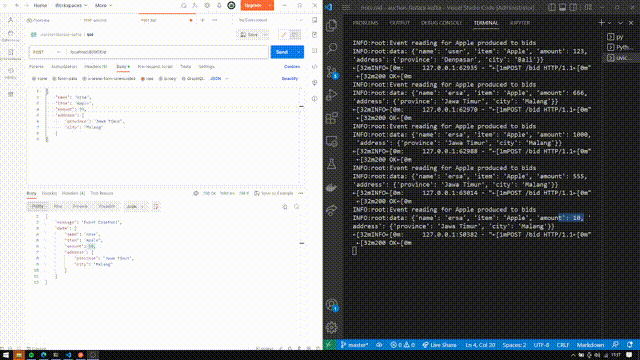 Home Workspaces More
Upgrade
Save
POST localhost:8000/bid
Send
Params Authorization Headers Body Pre-request Script Tests Settings Cookies
none form-data x-www-form-urlencoded raw binary GraphQL JSON Beautify
"name": "ersa",
"item": "Apple",
"address": {
"province": "Jawa Timur",
"city": "Malang"
}
Body Cookies Headers Test Results
Save as Example
"message": "Event
"data": {
"name": "ersa",
"item": "Apple",
"amount": 10,
"address": {
"province": "Jawa Timur",
"city": "Malang"
}
}
}
PROBLEMS OUTPUT DEBUG CONSOLE TERMINAL PORTS
py
Pyth...
uvic...
INFO:root:Event reading for Apple produced to bids
INFO:root:data: {'name': 'user', 'item': 'Apple', 'amount': 123,
'address': {'province': 'Denpasar', 'city': 'Bali'}}
←[32mINFO←[0m: 127.0.0.1:62935 - "←[1mPOST /bid HTTP/1.1←[0m"
←[32m200 OK←[0m
INFO:root:Event reading for Apple produced to bids
INFO:root:data: {'name': 'ersa', 'item': 'Apple', 'amount': 666,
'address': {'province': 'Jawa Timur', 'city': 'Malang'}}
←[32mINFO←[0m: 127.0.0.1:62970 - "←[1mPOST /bid HTTP/1.1←[0m"
←[32m200 OK←[0m
INFO:root:Event reading for Apple produced to bids
INFO:root:data: {'name': 'ersa', 'item': 'Apple', 'amount': 1000,
'address': {'province': 'Jawa Timur', 'city': 'Malang'}}
←[32mINFO←[0m: 127.0.0.1:62988 - "←[1mPOST /bid HTTP/1.1←[0m"
←[32m200 OK←[0m
INFO:root:Event reading for Apple produced to bids
INFO:root:data: {'name': 'ersa', 'item': 'Apple', 'amount': 555,
'address': {'province': 'Jawa Timur', 'city': 'Malang'}}
←[32mINFO←[0m: 127.0.0.1:63014 - "←[1mPOST /bid HTTP/1.1←[0m"
←[32m200 OK←[0m
INFO:root:Event reading for Apple produced to bids
INFO:root:data: {'name': 'ersa', 'item': 'Apple', 'amount': 10, '
address': {'province': 'Jawa Timur', 'city': 'Malang'}}
←[32mINFO←[0m: 127.0.0.1:50382 - "←[1mPOST /bid HTTP/1.1←[0m"
←[32m200 OK←[0m
master* 0 0 Live Share Ln 4, Col 20 Spaces: 2 UTF-8 CRLF Markdown